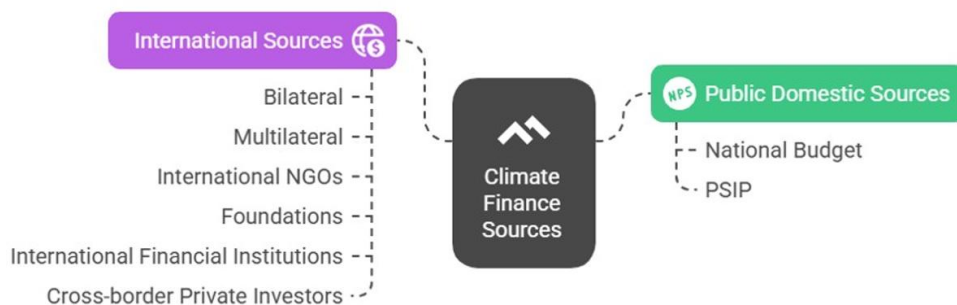 International Sources
Bilateral
Multilateral
International NGOs
Foundations
International Financial Institutions
Cross-border Private Investors
Climate
Finance
Sources
NPS
Public Domestic Sources
National Budget
PSIP